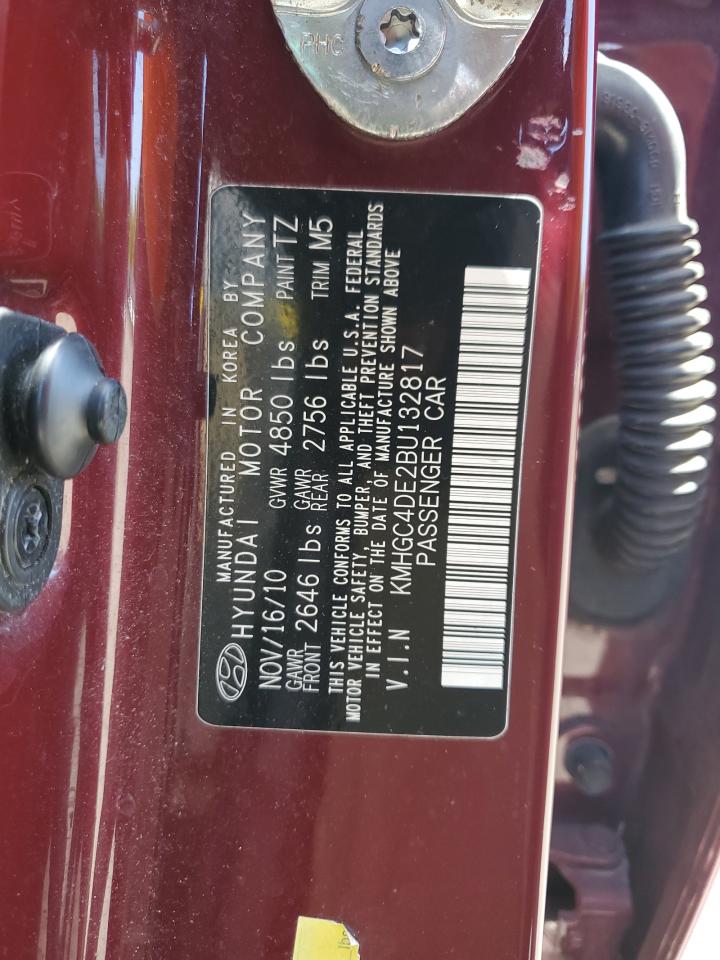 PHC
MANUFACTURED IN KOREA BY
HYUNDAI MOTOR COMPANY
NOV/16/10 GVWR 4850 lbs PAINT TZ
GAWR FRONT 2646 lbs GAWR REAR 2756 lbs TRIM M5
THIS VEHICLE CONFORMS TO ALL APPLICABLE U.S.A. FEDERAL
MOTOR VEHICLE SAFETY, BUMPER, AND THEFT PREVENTION STANDARDS
IN EFFECT ON THE DATE OF MANUFACTURE SHOWN ABOVE
V.I.N KMHGC4DE2BU132817
PASSENGER CAR